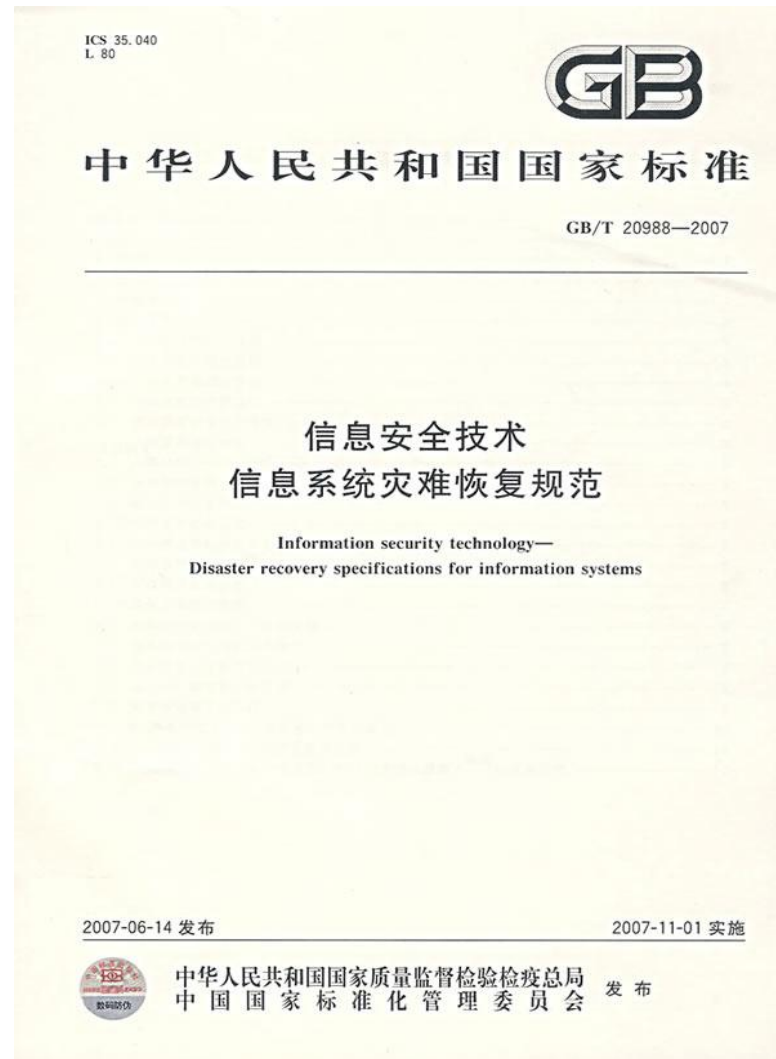 ICS 35.040
L 80
GB
中华人民共和国国家标准
GB/T 20988—2007
信息安全技术
信息系统灾难恢复规范
Information security technology—
Disaster recovery specifications for information systems
2007-06-14 发布
2007-11-01 实施
中华人民共和国国家质量监督检验检疫总局
中国国家标准化管理委员会
发布
数码防伪